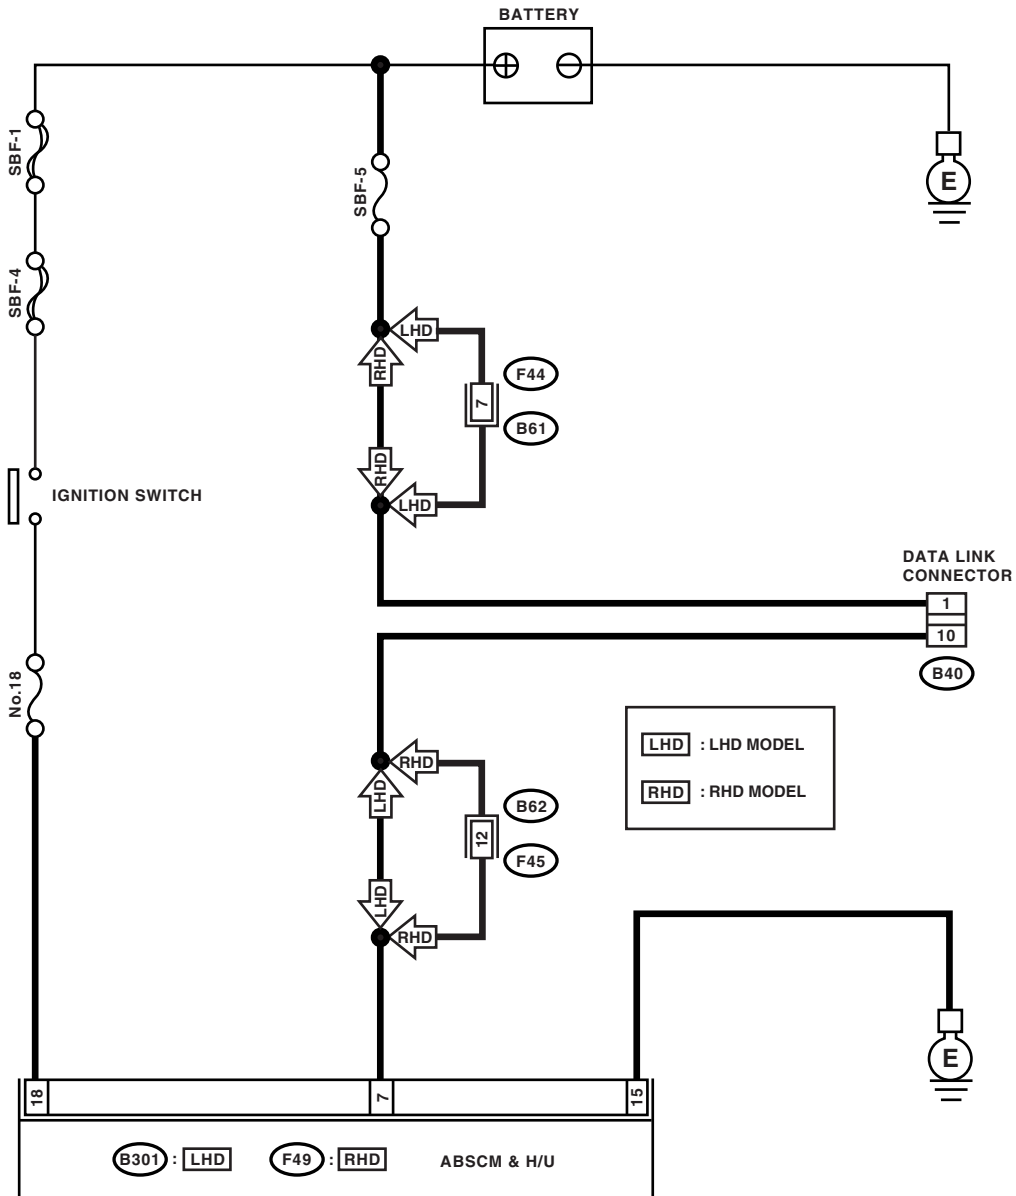 BATTERY
SBF-1
SBF-5
E
SBF-4
LHD
RHD
F44
7
B61
RHD
LHD
IGNITION SWITCH
DATA LINK
CONNECTOR
1
10
B40
No.18
LHD : LHD MODEL
RHD : RHD MODEL
RHD
LHD
B62
12
F45
LHD
RHD
E
18
7
15
B301 : LHD F49 : RHD ABSCM & H/U